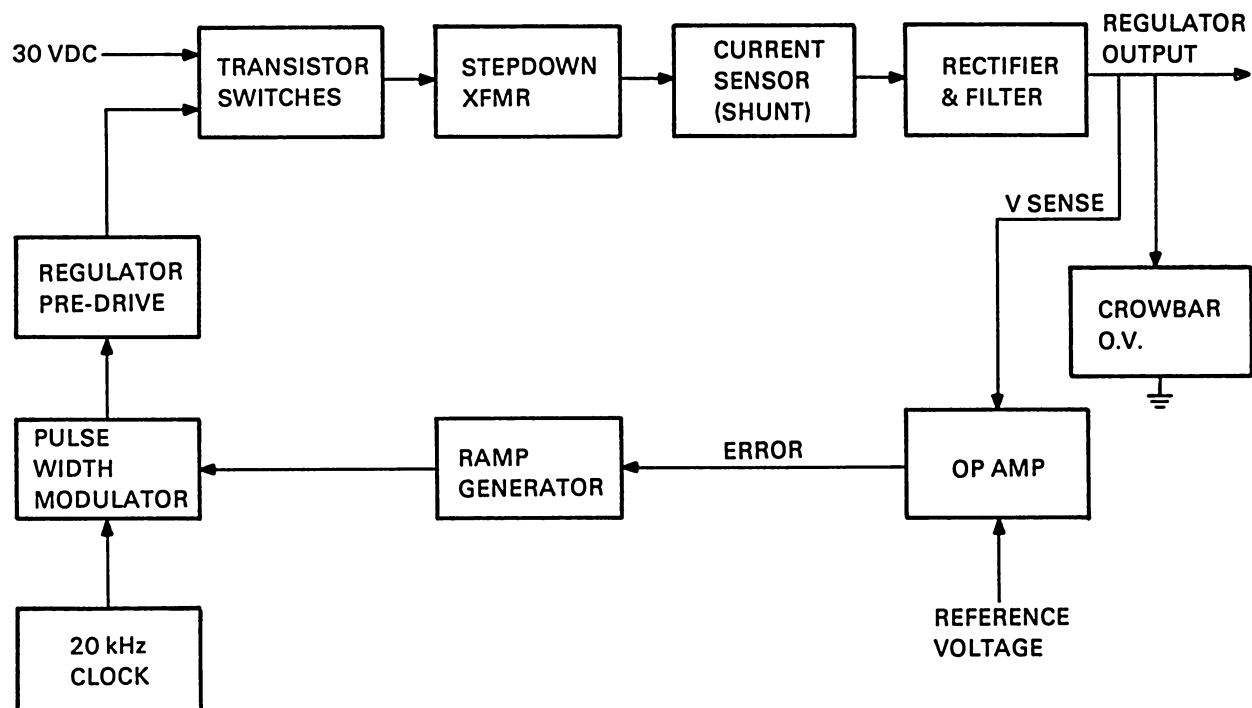 30 VDC
TRANSISTOR
SWITCHES
STEPDOWN
XFMR
CURRENT
SENSOR
(SHUNT)
RECTIFIER
& FILTER
REGULATOR
OUTPUT
V SENSE
REGULATOR
PRE-DRIVE
CROWBAR
O.V.
PULSE
WIDTH
MODULATOR
RAMP
GENERATOR
ERROR
OP AMP
20 kHz
CLOCK
REFERENCE
VOLTAGE